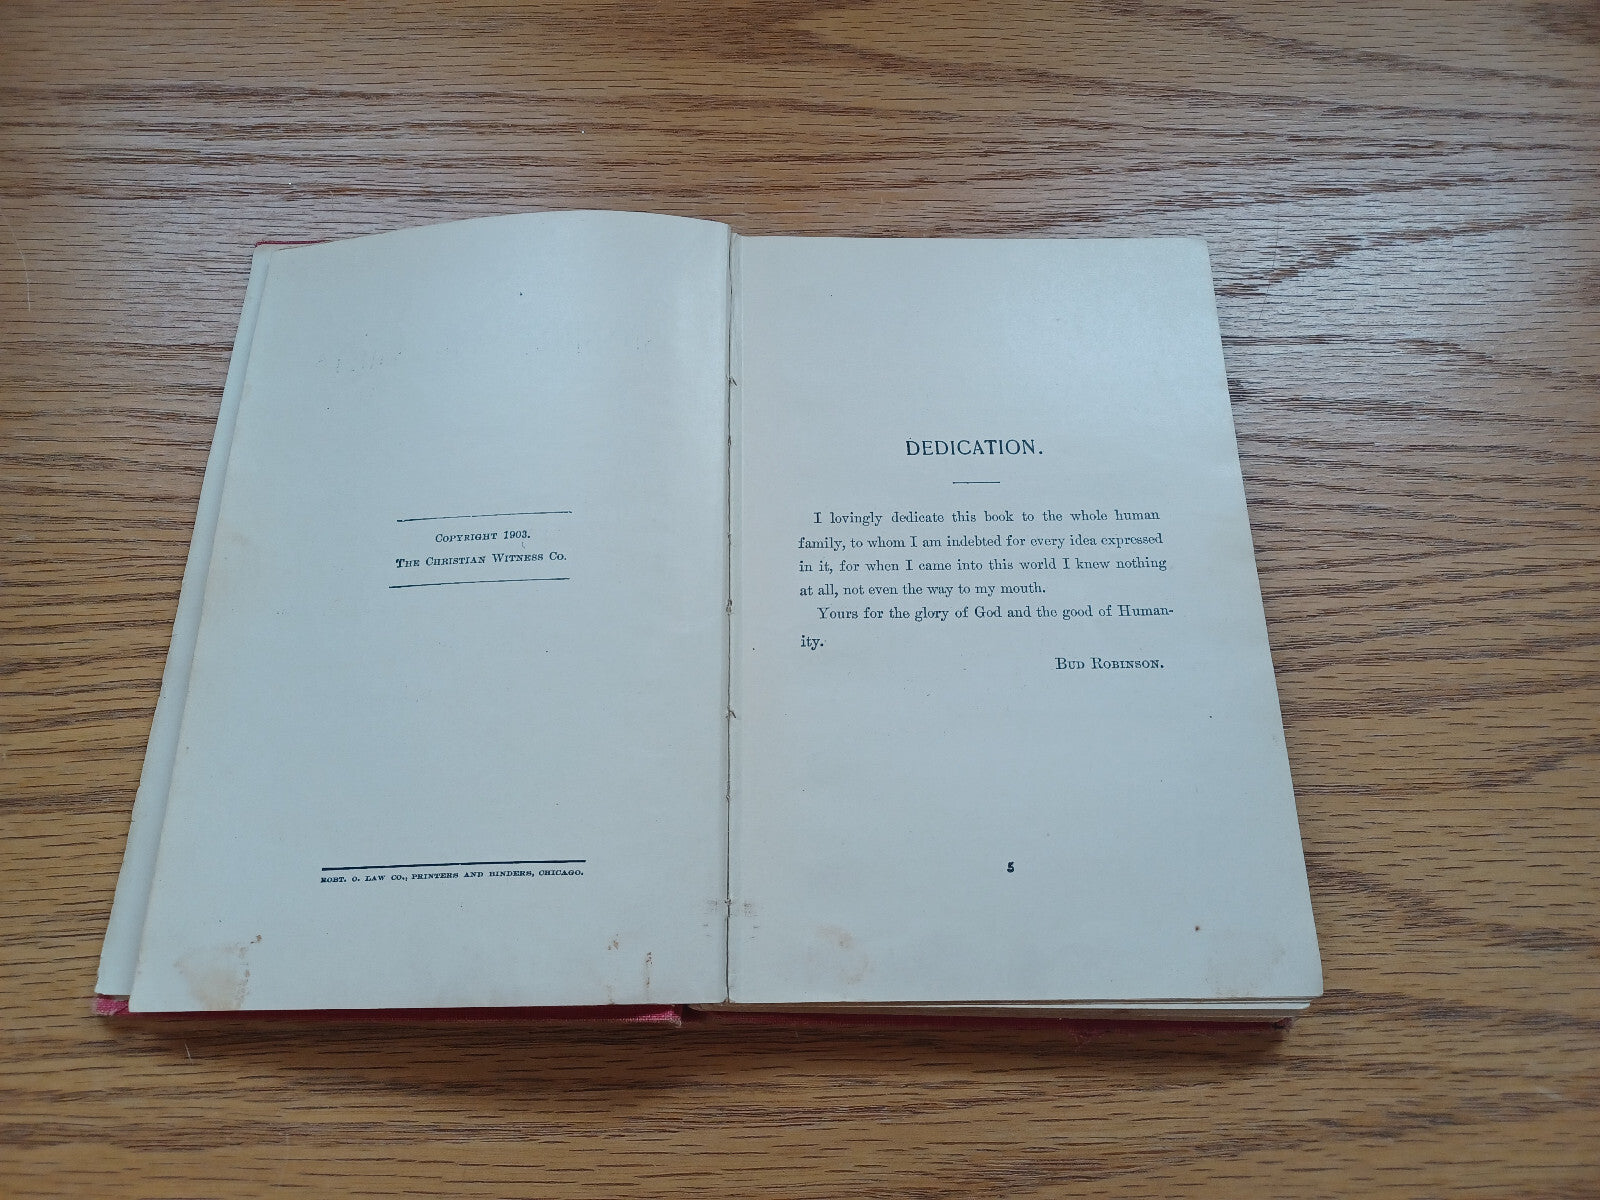 COPYRIGHT 1903.
THE CHRISTIAN WITNESS CO.
ROBT. O. LAW CO., PRINTERS AND BINDERS, CHICAGO.
DEDICATION.
I lovingly dedicate this book to the whole human
family, to whom I am indebted for every idea expressed
in it, for when I came into this world I knew nothing
at all, not even the way to my mouth.
Yours for the glory of God and the good of Human-
ity.
BUD ROBINSON.
5